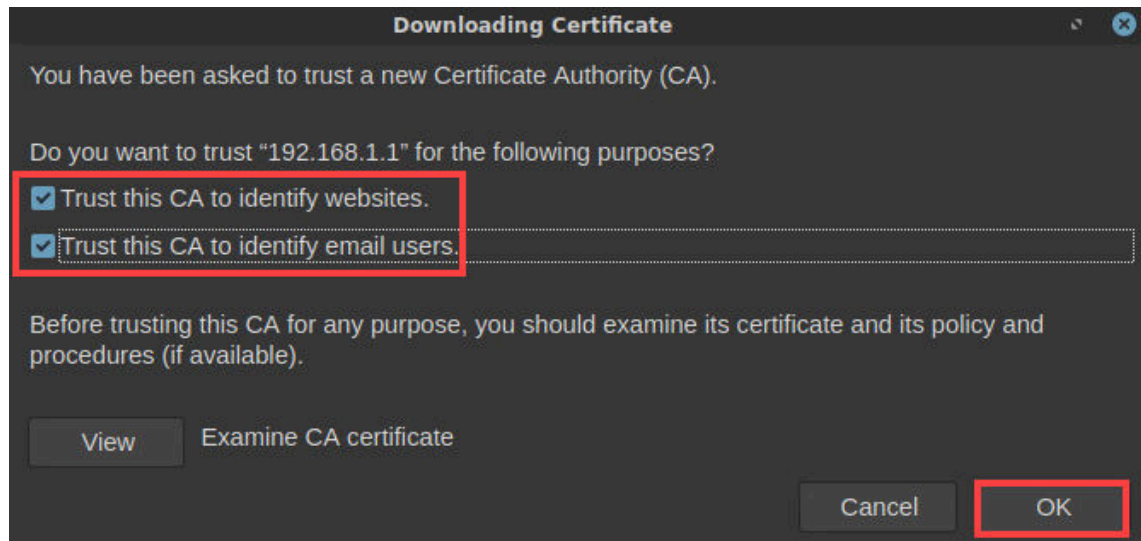 Downloading Certificate
You have been asked to trust a new Certificate Authority (CA).
Do you want to trust “192.168.1.1” for the following purposes?
Trust this CA to identify websites.
Trust this CA to identify email users.
Before trusting this CA for any purpose, you should examine its certificate and its policy and
procedures (if available).
View Examine CA certificate
Cancel OK